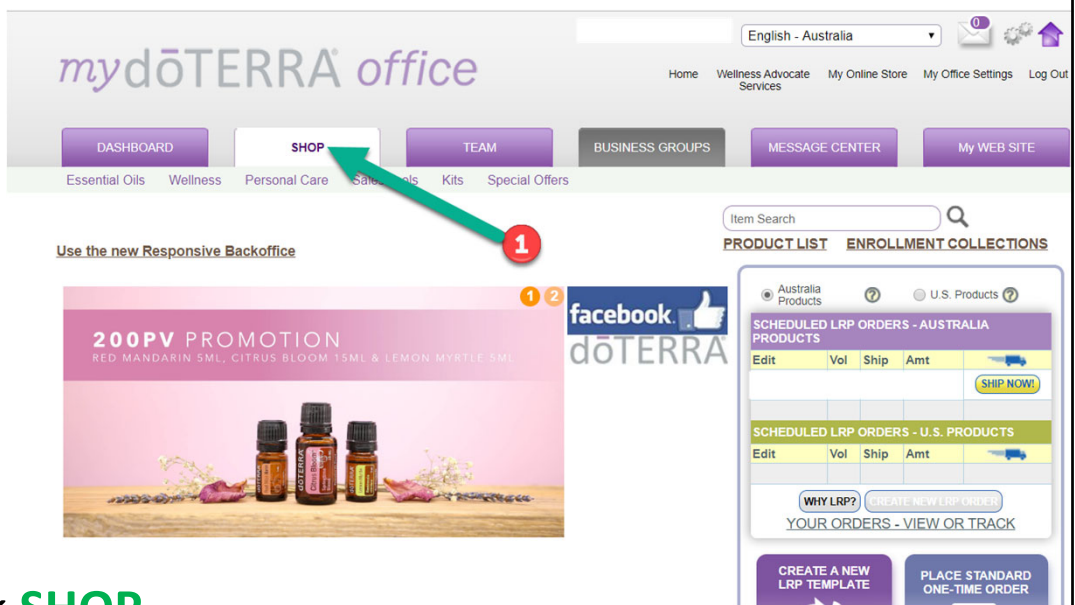 0
English - Australia
mydōTERRA office
Home Wellness Advocate Services My Online Store My Office Settings Log Out
DASHBOARD SHOP TEAM BUSINESS GROUPS MESSAGE CENTER My WEB SITE
Essential Oils Wellness Personal Care Kits Special Offers
Item Search
1
PRODUCT LIST ENROLLMENT COLLECTIONS
Use the new Responsive Backoffice
1 2
200PV PROMOTION
RED MANDARIN 5ML, CITRUS BLOOM 15ML & LEMON MYRTLE 5ML
facebook.
dōTERRA
dōTERRA
Citrus Bloom
Australia Products ? U.S. Products ?
SCHEDULED LRP ORDERS - AUSTRALIA
PRODUCTS
Edit Vol Ship Amt
SHIP NOW!
SCHEDULED LRP ORDERS - U.S. PRODUCTS
Edit Vol Ship Amt
WHY LRP? CREATE NEW LRP ORDER
YOUR ORDERS - VIEW OR TRACK
CREATE A NEW
LRP TEMPLATE
PLACE STANDARD
ONE-TIME ORDER
SHOP